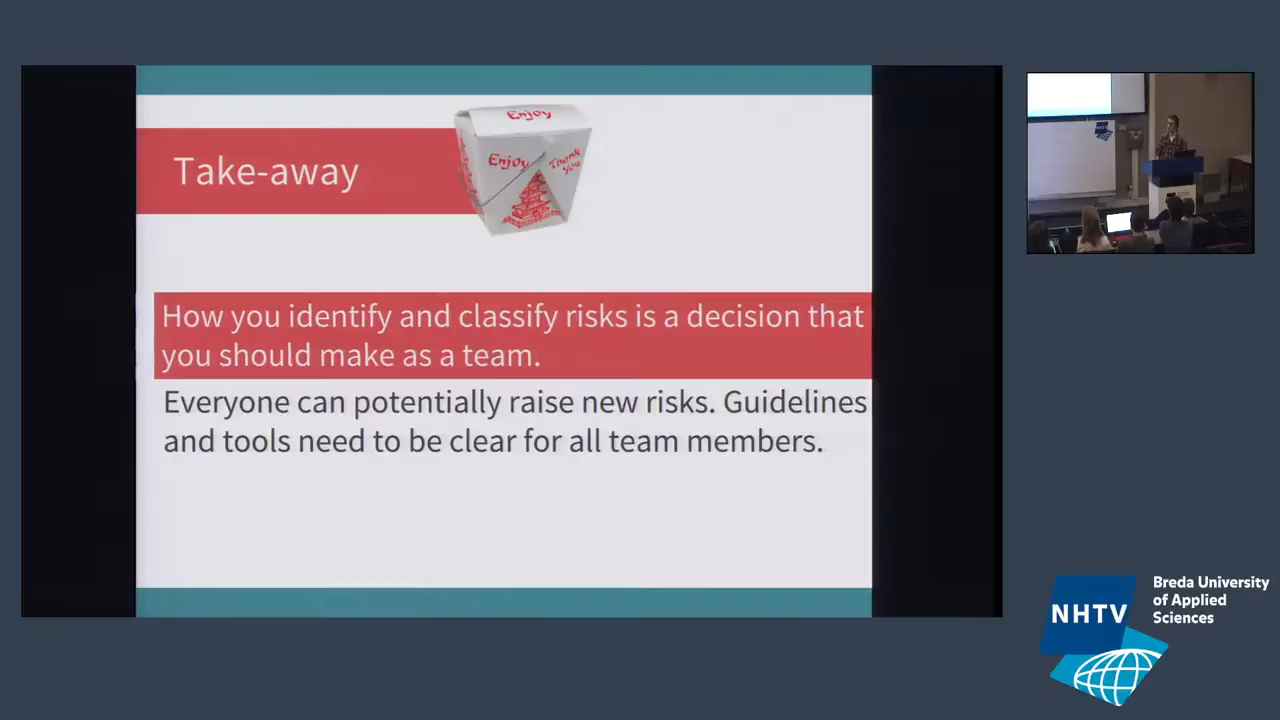 Enjoy
Enjoy
Thank
you
Take-away
How you identify and classify risks is a decision that
you should make as a team.
Everyone can potentially raise new risks. Guidelines
and tools need to be clear for all team members.
NHTV
NHTV
Breda University
of Applied
Sciences